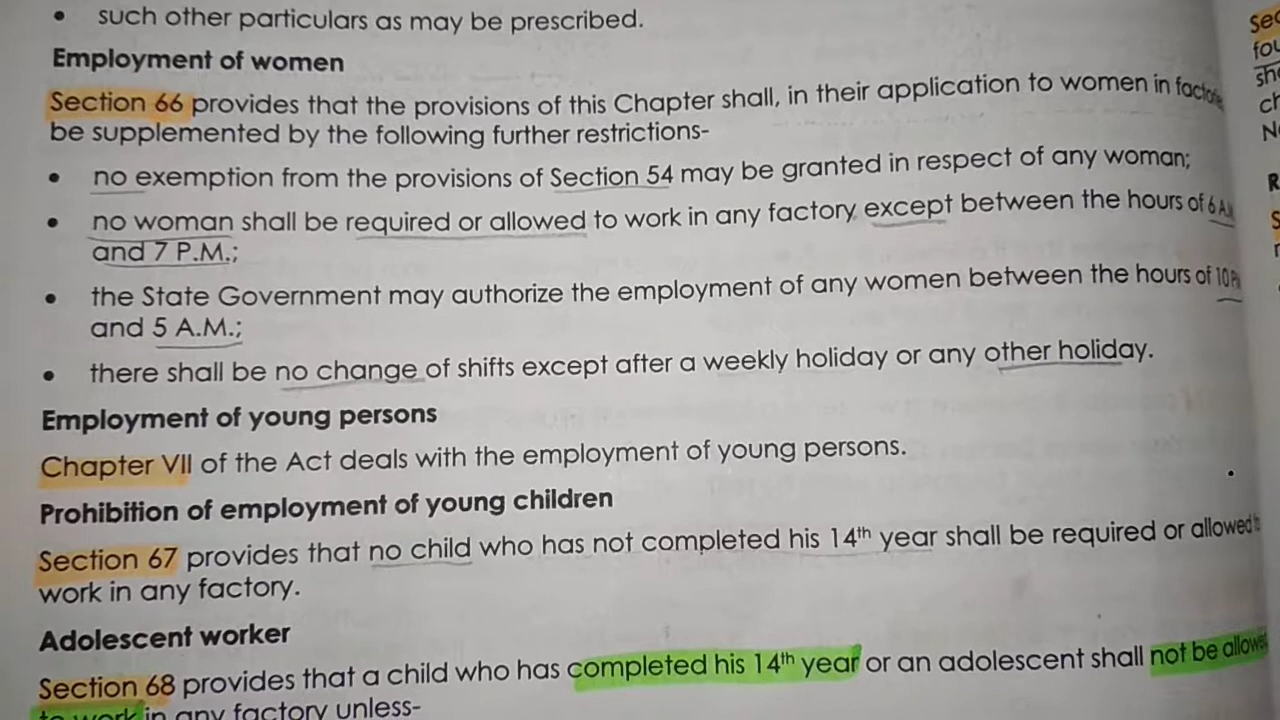 • such other particulars as may be prescribed.
Employment of women
Section 66 provides that the provisions of this Chapter shall, in their application to women in
be supplemented by the following further restrictions-
• no exemption from the provisions of Section 54 may be granted in respect of any woman;
• no woman shall be required or allowed to work in any factory except between the hours of 6
and 7 P.M.;
• the State Government may authorize the employment of any women between the hours of 10
and 5 A.M.;
• there shall be no change of shifts except after a weekly holiday or any other holiday.
Employment of young persons
Chapter VII of the Act deals with the employment of young persons.
Prohibition of employment of young children
Section 67 provides that no child who has not completed his 14th year shall be required or allowed
work in any factory.
Adolescent worker
Section 68 provides that a child who has completed his 14th year or an adolescent shall not be
to work in any factory unless-